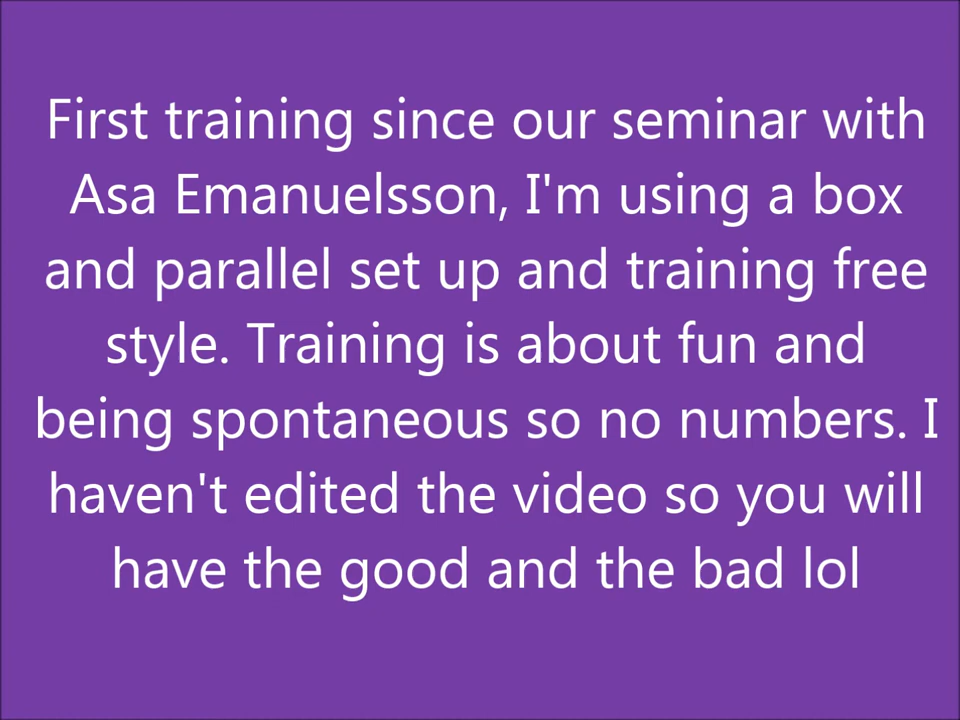 First training since our seminar with
Asa Emanuelsson, I'm using a box
and parallel set up and training free
style. Training is about fun and
being spontaneous so no numbers. I
haven't edited the video so you will
have the good and the bad lol